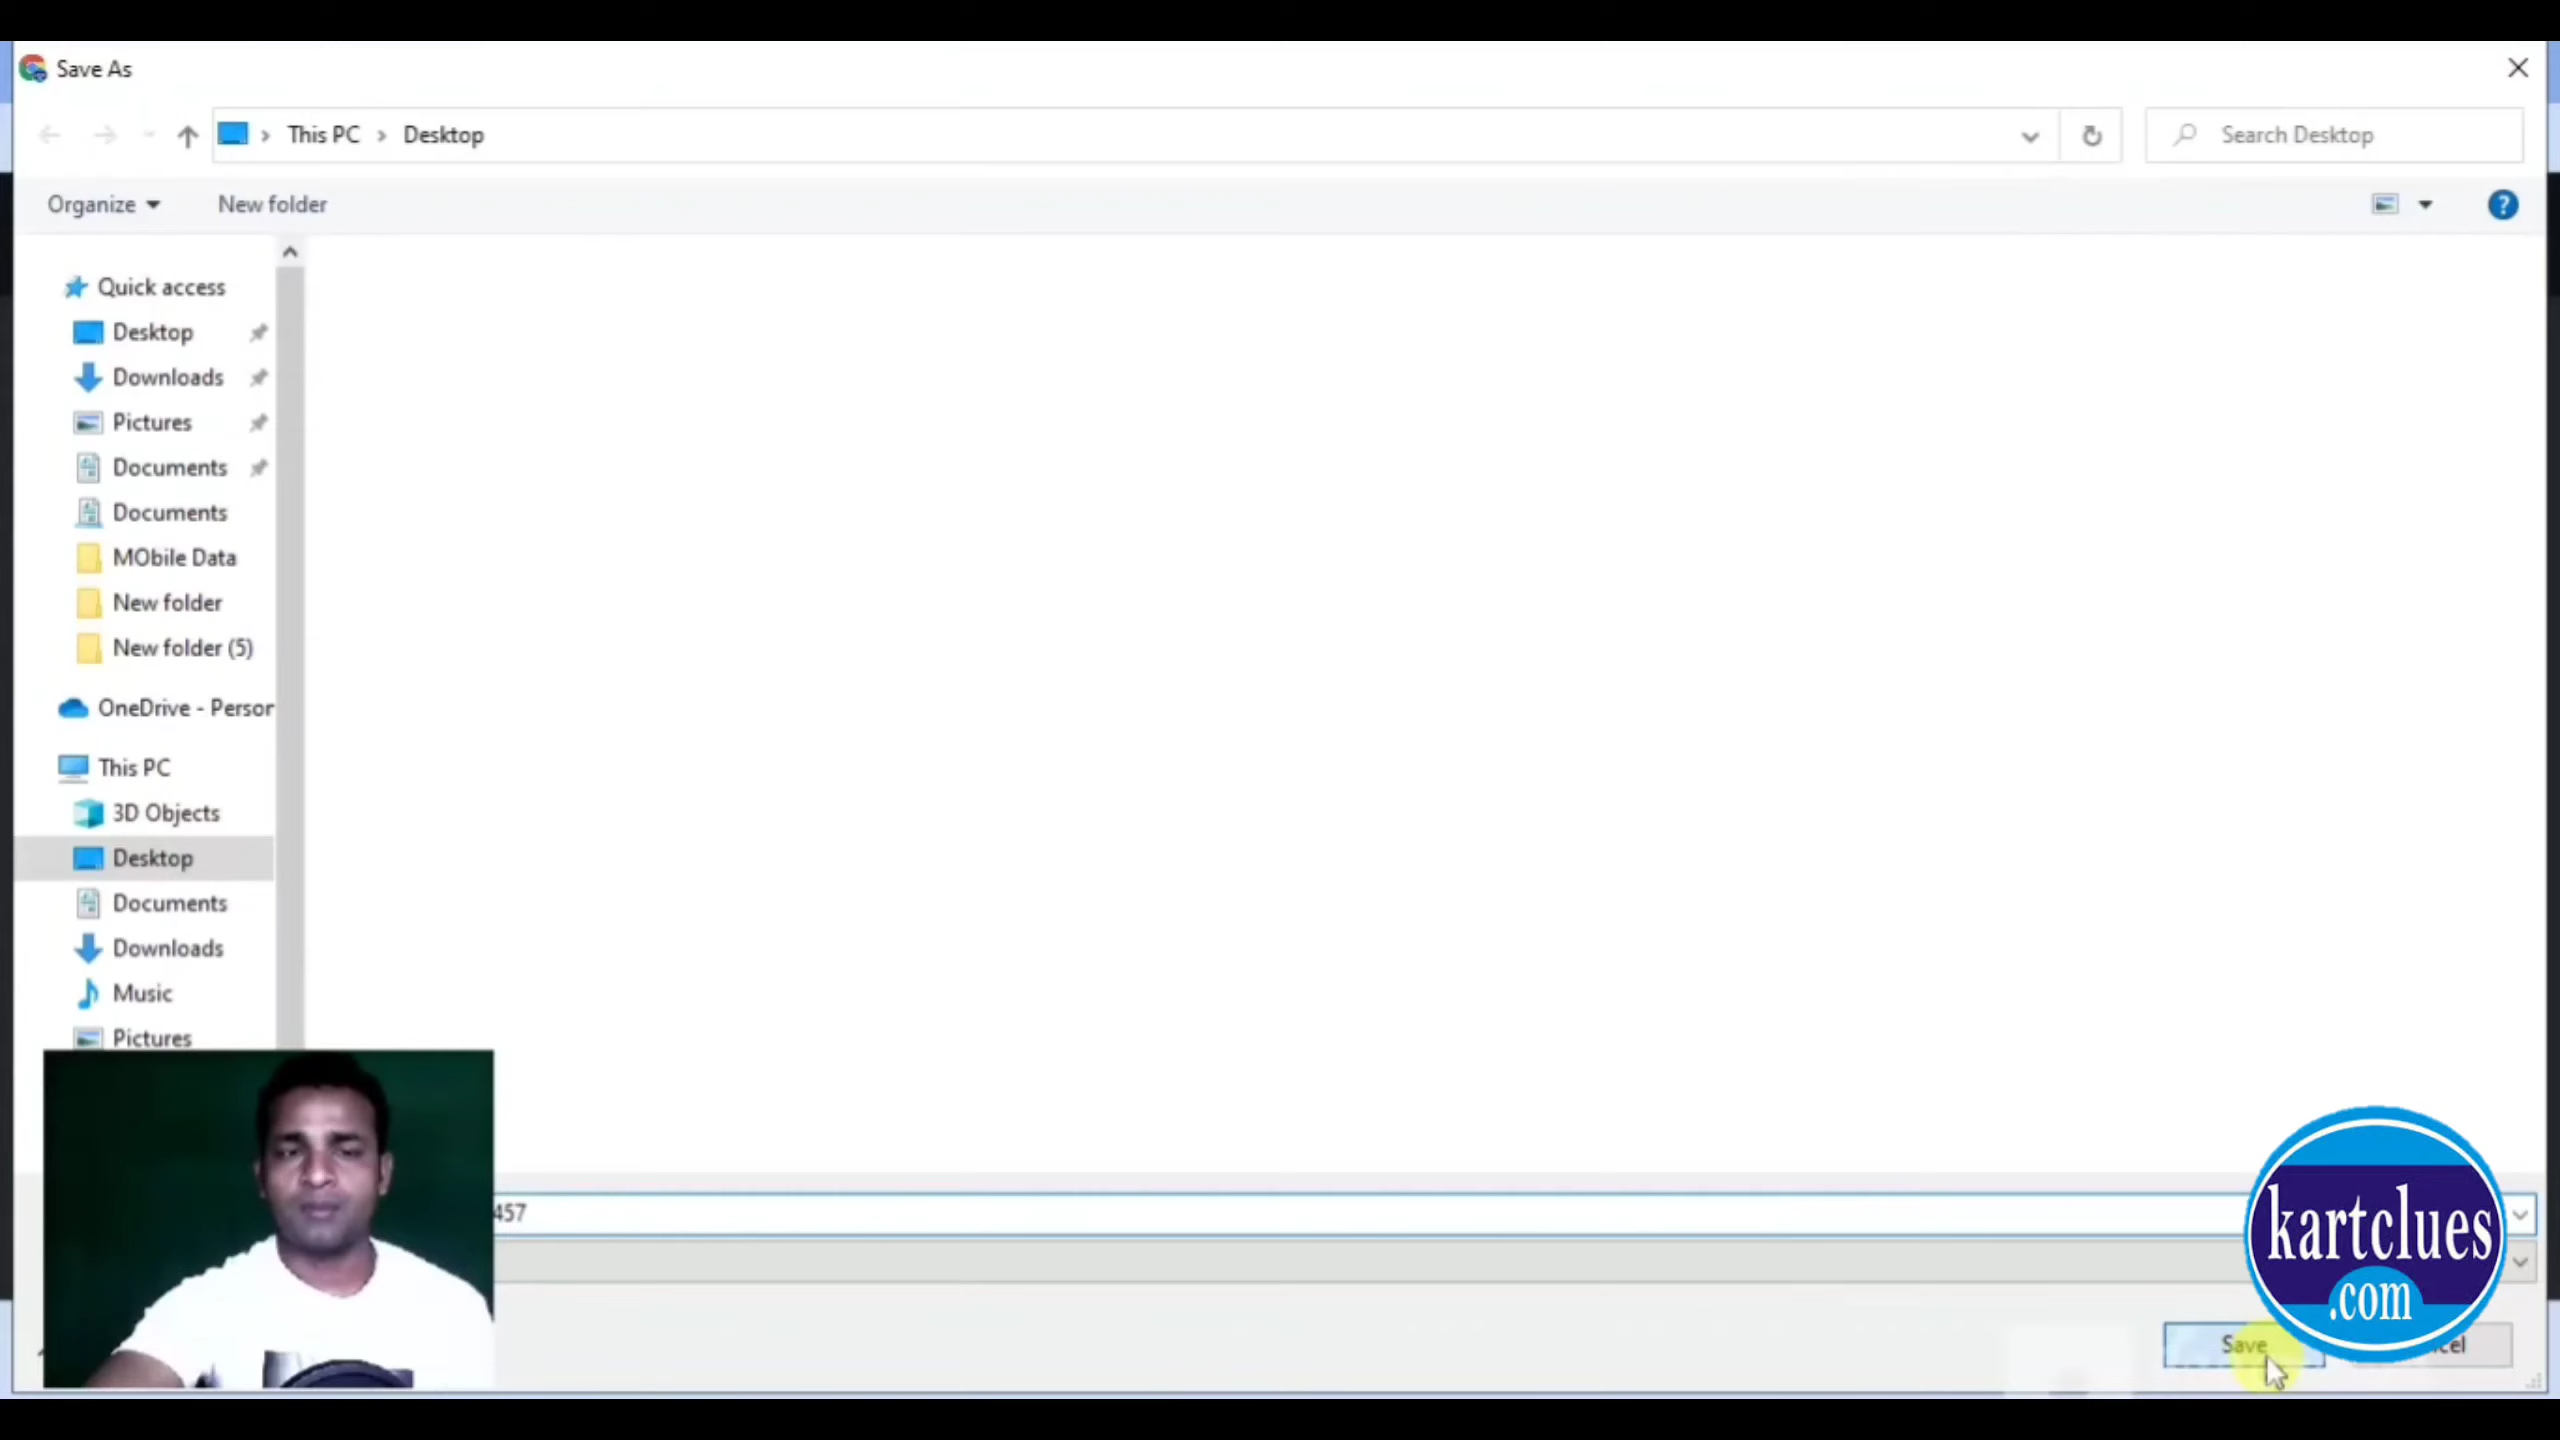 Save As
This PC > Desktop
Search Desktop
Organize
New folder
Quick access
Desktop
Downloads
Pictures
Documents
Documents
MObile Data
New folder
New folder (5)
OneDrive - Person
This PC
3D Objects
Desktop
Documents
Downloads
Music
Pictures
457
kartclues
.com
Save
cel